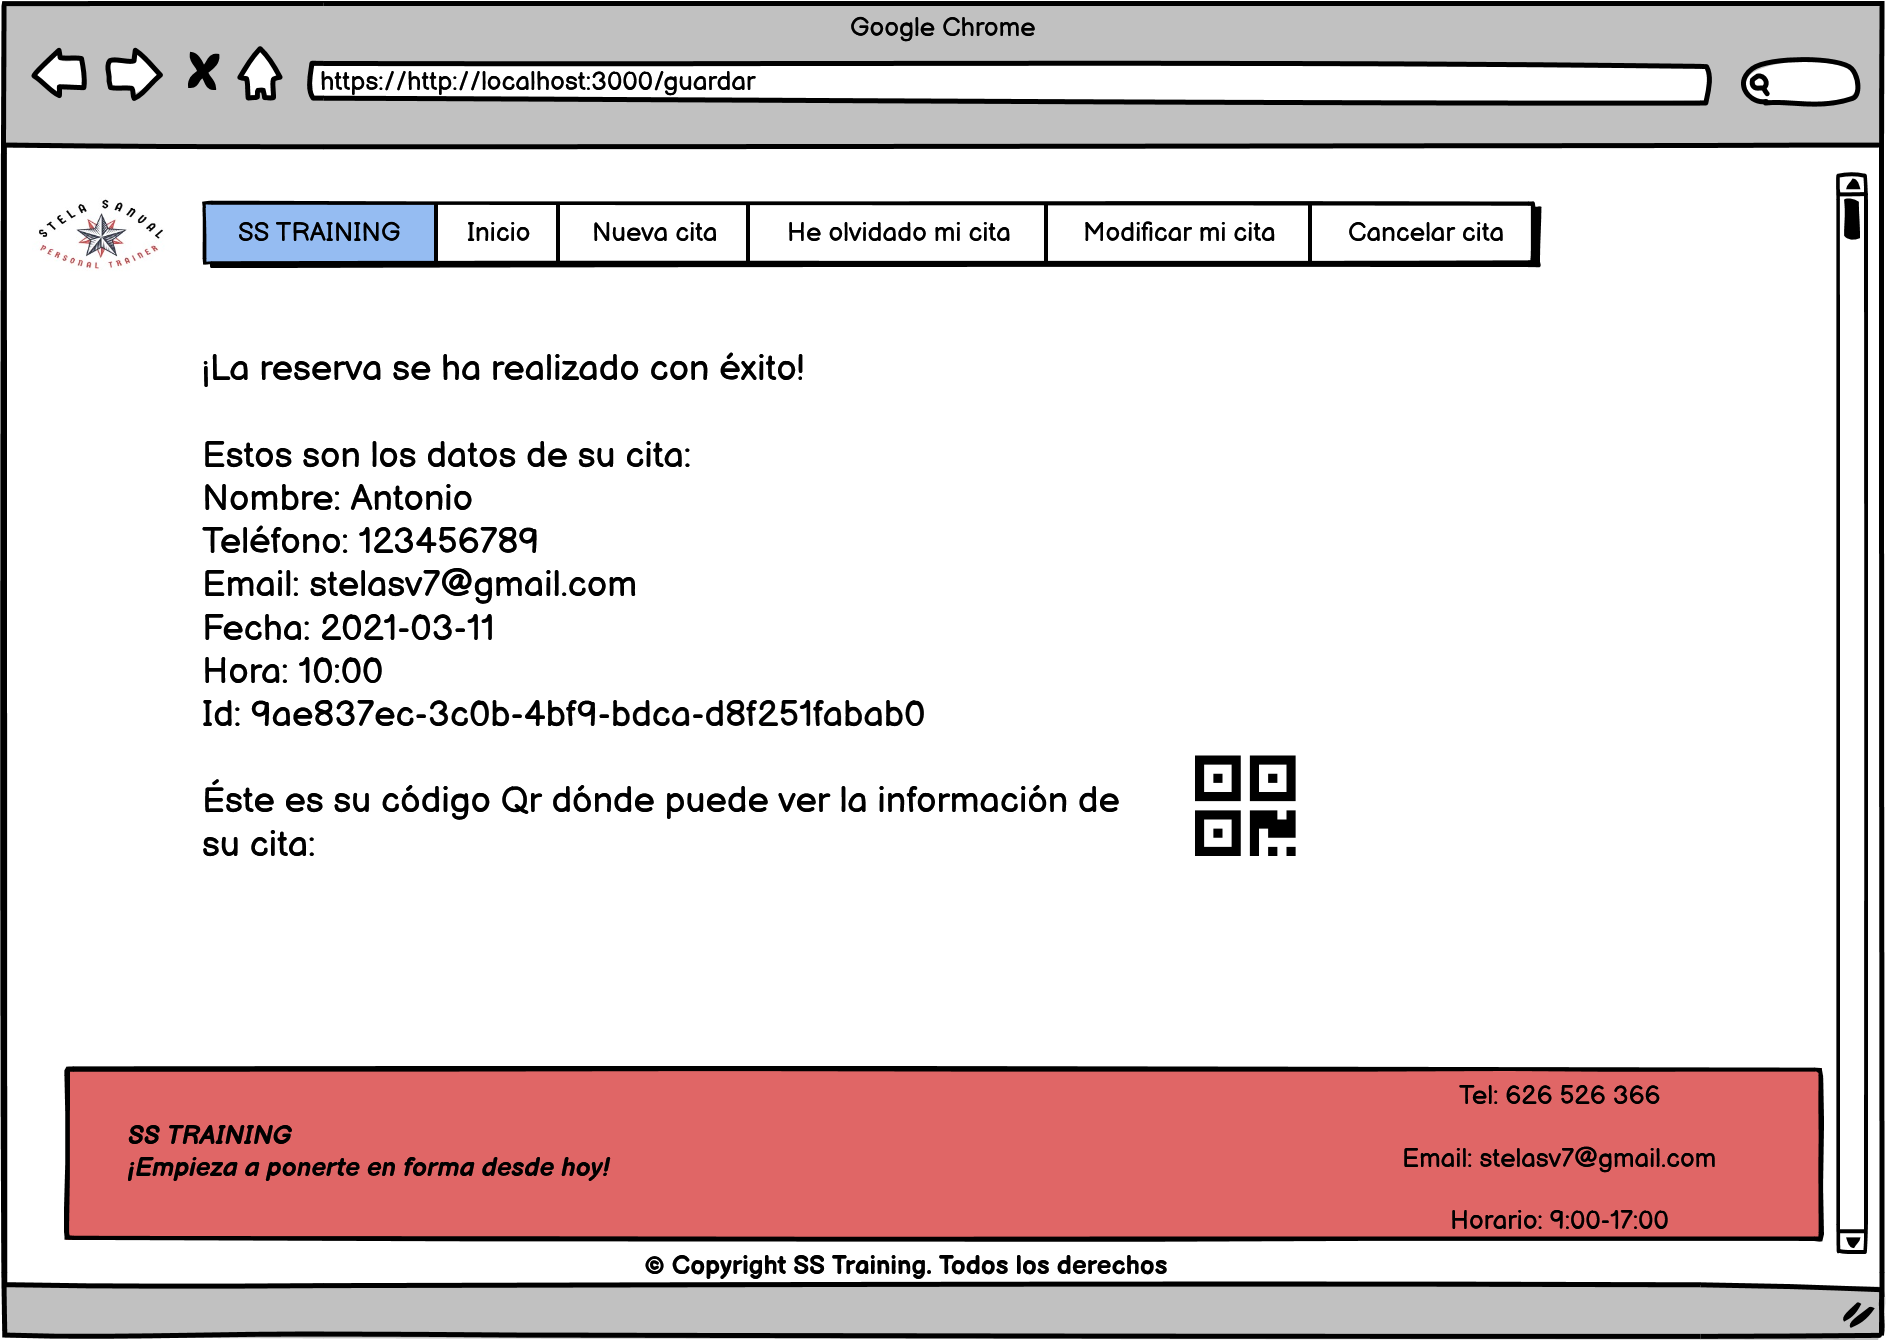 Google Chrome
https://http://localhost:3000/guardar
STELA SANVAL
PERSONAL TRAINER
SS TRAINING Inicio Nueva cita He olvidado mi cita Modificar mi cita Cancelar cita
¡La reserva se ha realizado con éxito!
Estos son los datos de su cita:
Nombre: Antonio
Teléfono: 123456789
Email: stelasv7@gmail.com
Fecha: 2021-03-11
Hora: 10:00
Id: 9ae837ec-3c0b-4bf9-bdca-d8f251fabab0
Éste es su código Qr dónde puede ver la información de
su cita:
SS TRAINING
¡Empieza a ponerte en forma desde hoy!
Tel: 626 526 366
Email: stelasv7@gmail.com
Horario: 9:00-17:00
© Copyright SS Training. Todos los derechos